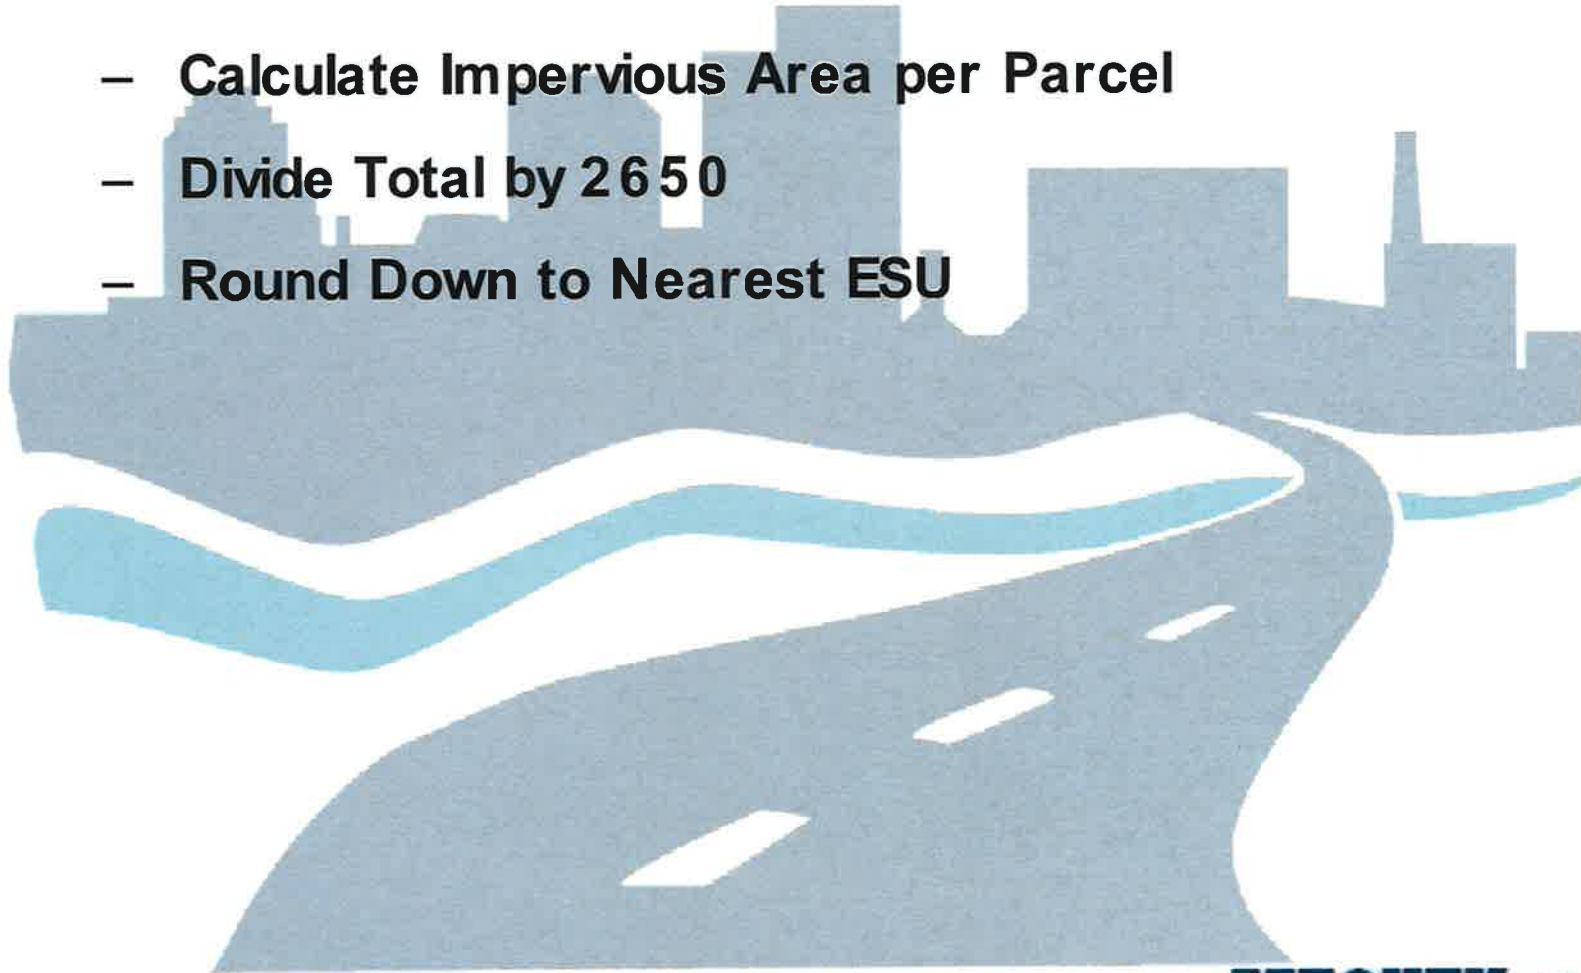 – Calculate Impervious Area per Parcel
– Divide Total by 2650
– Round Down to Nearest ESU